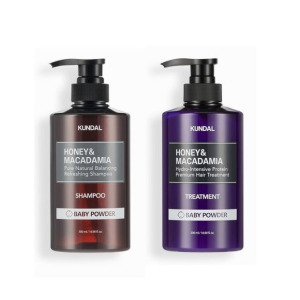 KUNDAL
HONEY&
MACADAMIA
Pure Natural Balancing
Refreshing Shampoo
SHAMPOO
BABY POWDER
KUNDAL
HONEY&
MACADAMIA
Hydro-Intensive Protein
Premium Hair Treatment
TREATMENT
BABY POWDER